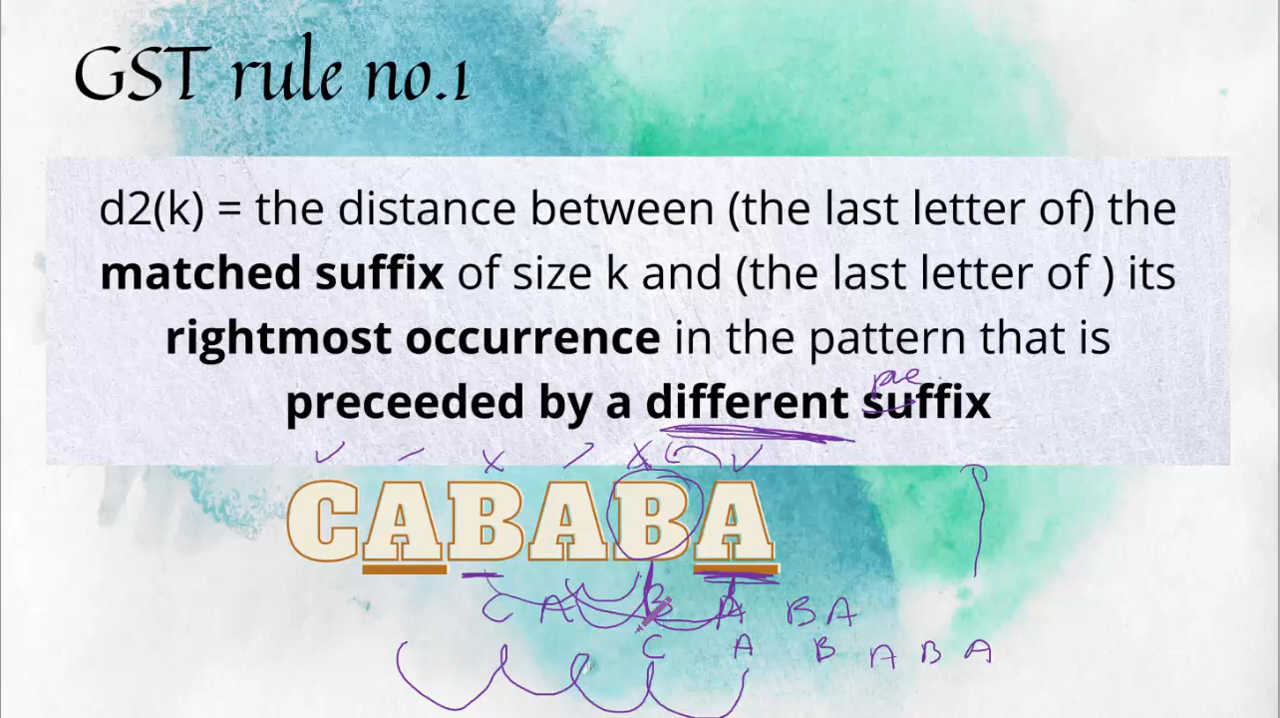 GST rule no.1
d2(k) = the distance between (the last letter of) the
matched suffix of size k and (the last letter of ) its
rightmost occurrence in the pattern that is
pre
preceeded by a different suffix
CABABA
C A B A B A
C A B A B A